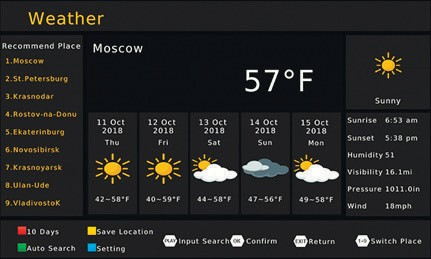 Weather
Recommend Place
1.Moscow
2.St.Petersburg
3.Krasnodar
4.Rostov-na-Donu
5.Ekaterinburg
6.Novosibirsk
7.Krasnoyarsk
8.Ulan-Ude
9.VladivostoK
Moscow
57°F
Sunny
11 Oct 2018
Thu
42~58°F
12 Oct 2018
Fri
40~59°F
13 Oct 2018
Sat
44~58°F
14 Oct 2018
Sun
47~56°F
15 Oct 2018
Mon
49~58°F
Sunrise 6:53 am
Sunset 5:38 pm
Humidity 51
Visibility 16.1mi
Pressure 1011.0in
Wind 18mph
10 Days
Save Location
Auto Search
Setting
PLAY Input Search
OK Confirm
EXIT Return
1~9 Switch Place